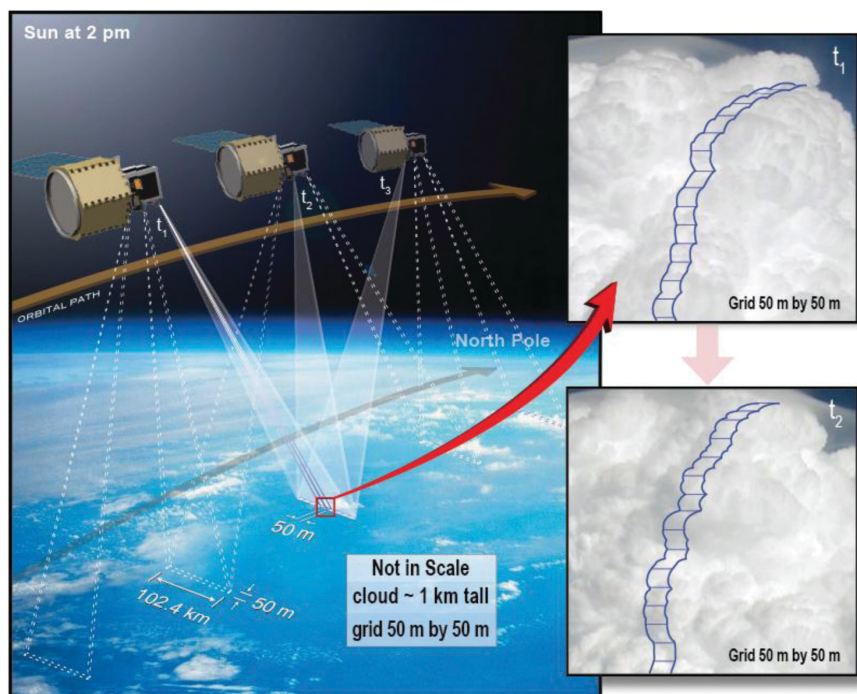 Sun at 2 pm
t1
t2
t3
ORBITAL PATH
North Pole
50 m
102.4 km
50 m
Not in Scale
cloud ~ 1 km tall
grid 50 m by 50 m
t1
Grid 50 m by 50 m
t2
Grid 50 m by 50 m